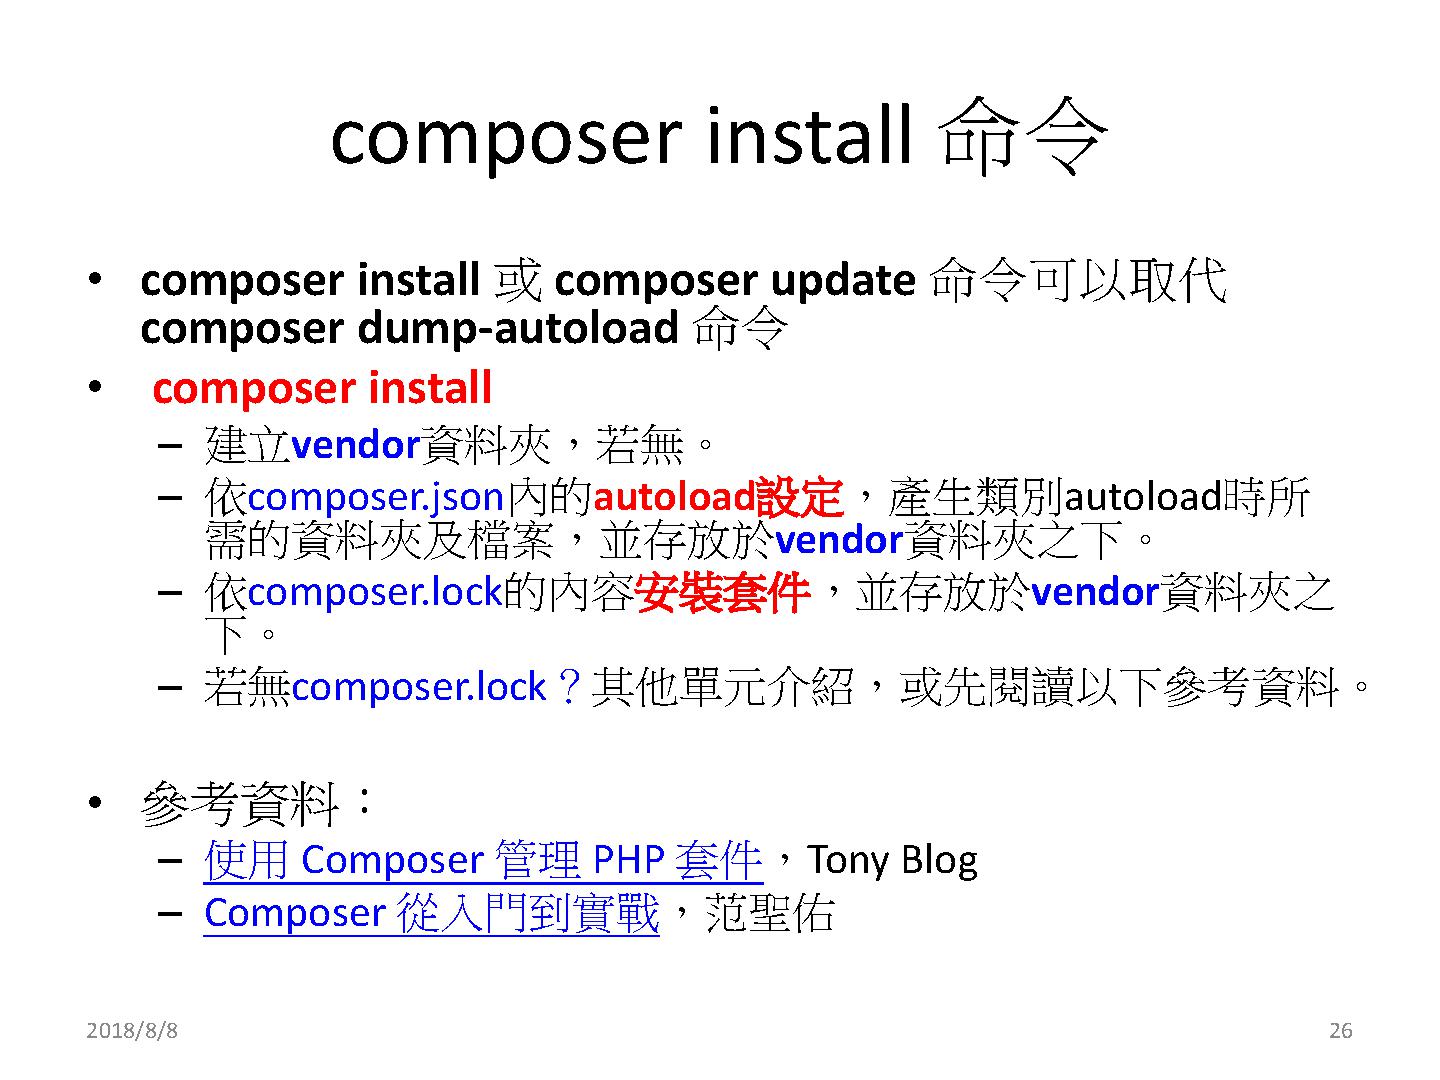 composer install 命令
• composer install 或 composer update 命令可以取代
composer dump-autoload 命令
• composer install
– 建立vendor資料夾，若無。
– 依composer.json內的autoload設定，產生類別autoload時所
需的資料夾及檔案，並存放於vendor資料夾之下。
– 依composer.lock的內容安裝套件，並存放於vendor資料夾之
下。
– 若無composer.lock？其他單元介紹，或先閱讀以下參考資料。
• 參考資料：
– 使用 Composer 管理 PHP 套件，Tony Blog
– Composer 從入門到實戰，范聖佑
2018/8/8
26